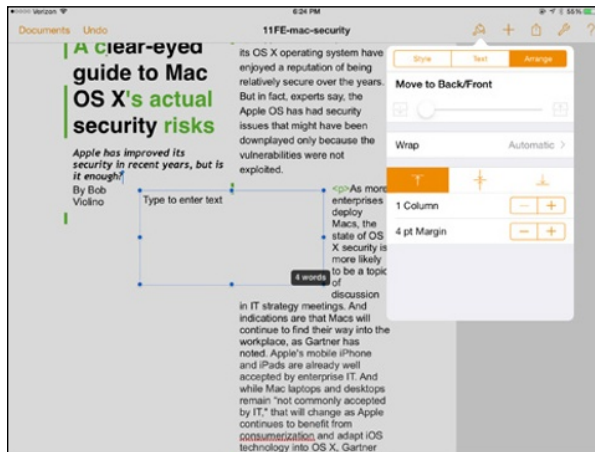 Verizon
6:24 PM
55%
Documents Undo 11FE-mac-security ?
A clear-eyed
guide to Mac
OS X's actual
security risks
Apple has improved its
security in recent years, but is
it enough?
By Bob
Violino
its OS X operating system have
enjoyed a reputation of being
relatively secure over the years.
But in fact, experts say, the
Apple OS has had security
issues that might have been
downplayed only because the
vulnerabilities were not
exploited.
Type to enter text
4 words
<p>As more
enterprises
deploy
Macs, the
state of OS
X security is
more likely
to be a topic
of
discussion
in IT strategy meetings. And
indications are that Macs will
continue to find their way into the
workplace, as Gartner has
noted. Apple's mobile iPhone
and iPads are already well
accepted by enterprise IT. And
while Mac laptops and desktops
remain "not commonly accepted
by IT," that will change as Apple
continues to benefit from
consumerization and adapt iOS
technology into OS X, Gartner
Style Text Arrange
Move to Back/Front
Wrap Automatic >
1 Column − +
4 pt Margin − +